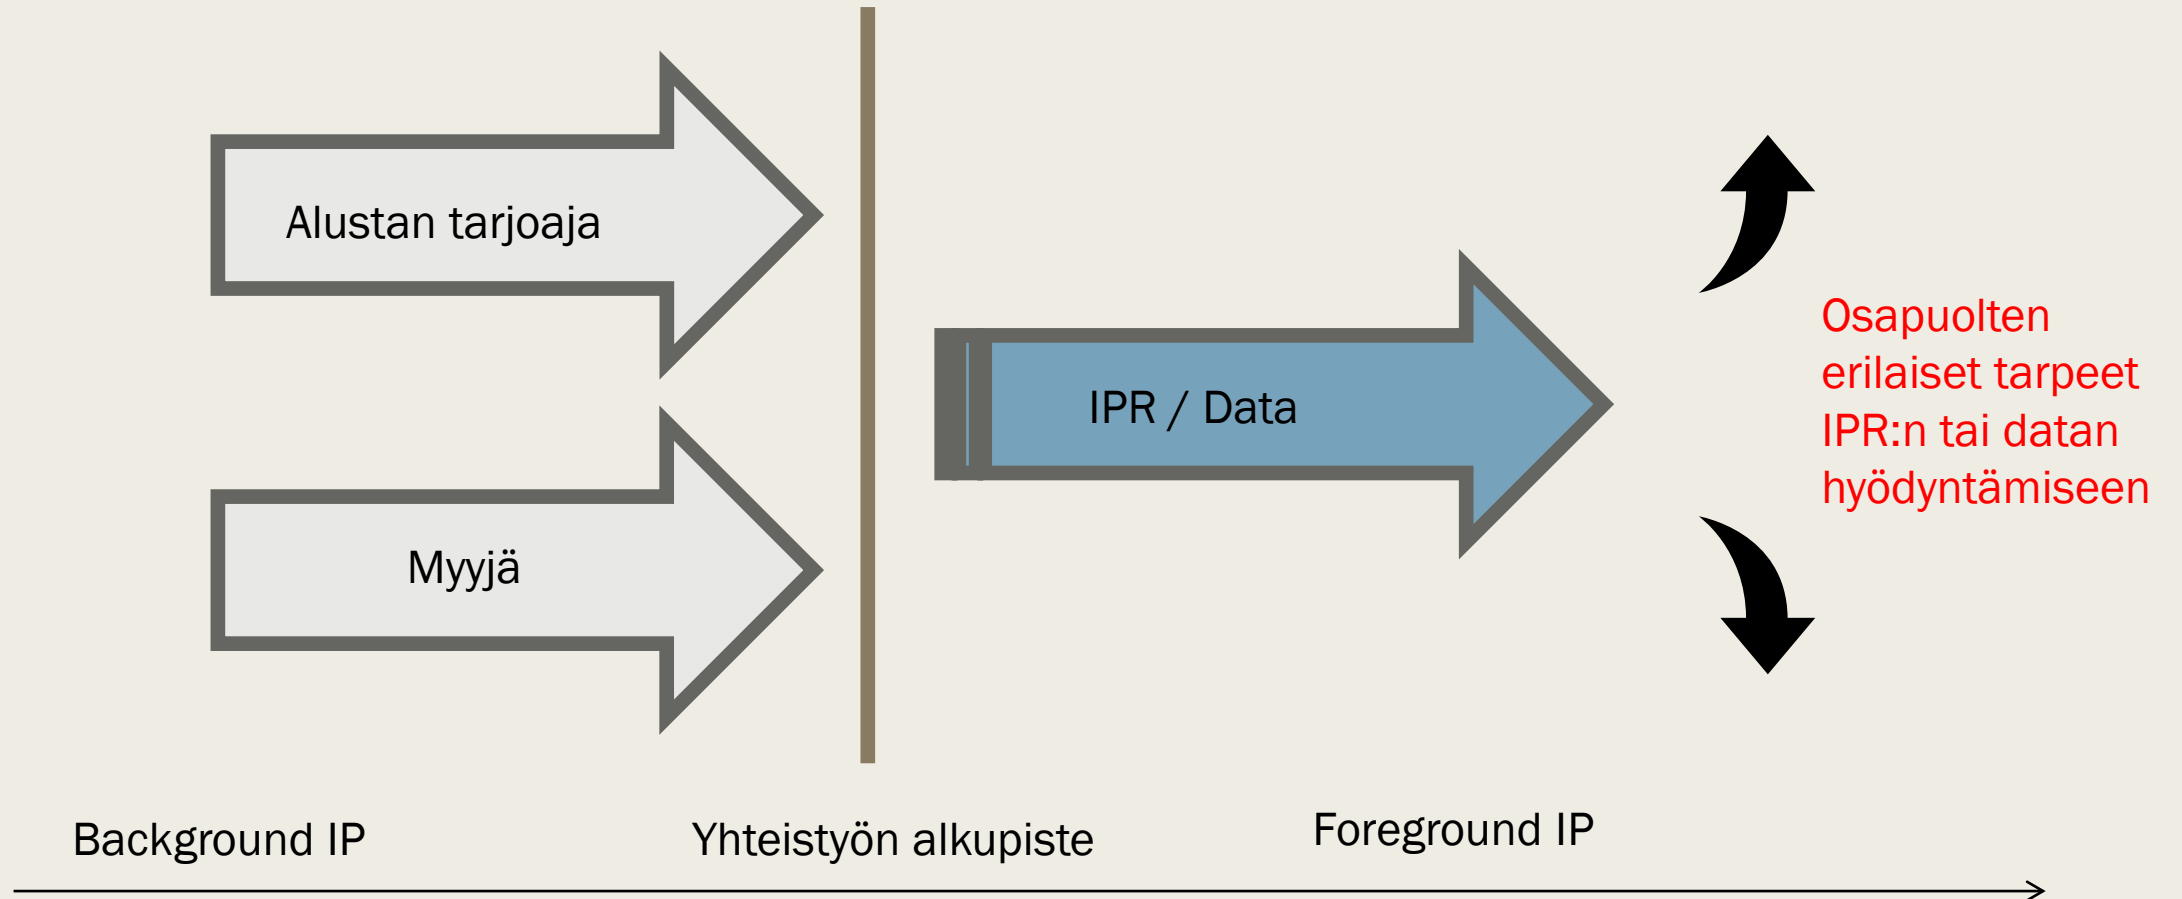 Alustan tarjoaja
Myyjä
IPR / Data
Osapuolten
erilaiset tarpeet
IPR:n tai datan
hyödyntämiseen
Background IP
Yhteistyön alkupiste
Foreground IP